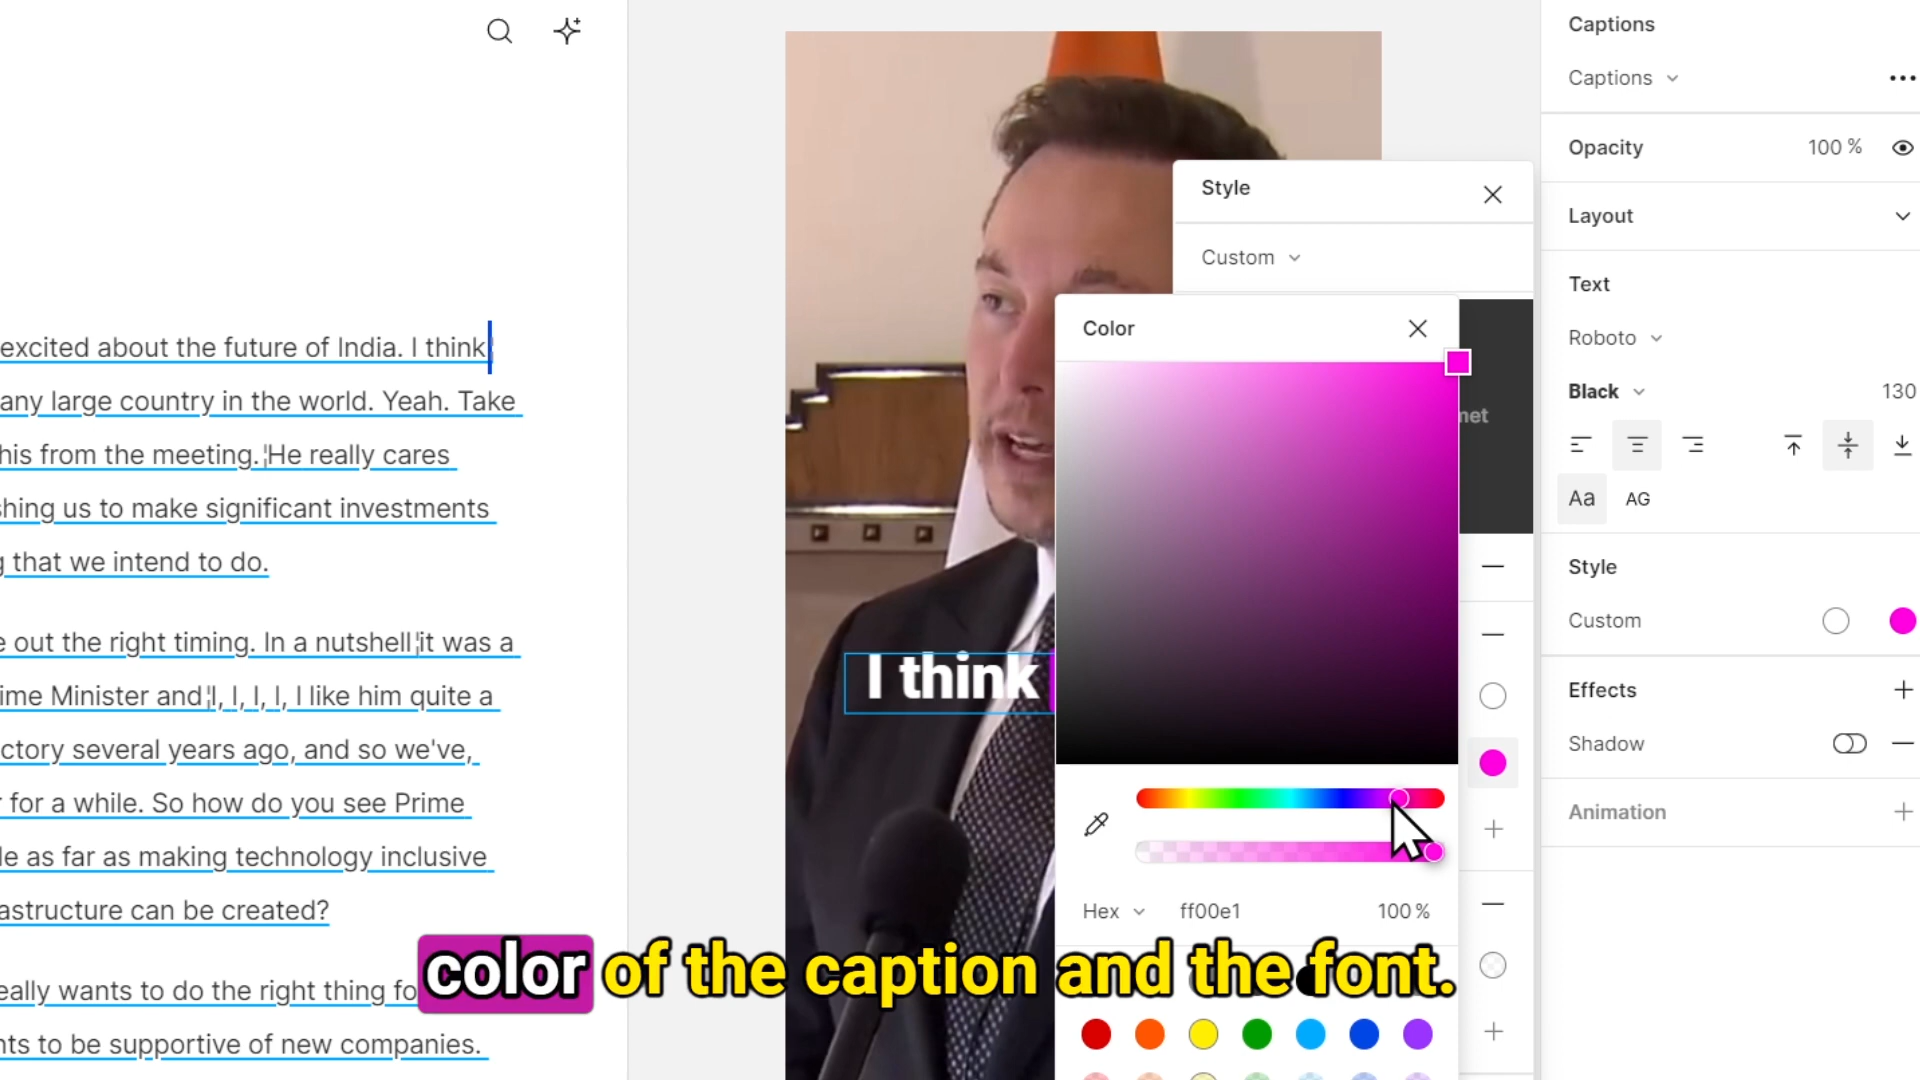 excited about the future of India. I think
any large country in the world. Yeah. Take
his from the meeting. He really cares
shing us to make significant investments
g that we intend to do.
e out the right timing. In a nutshell it was a
ime Minister and I, I, I, I, I like him quite a
ctory several years ago, and so we've,
r for a while. So how do you see Prime
le as far as making technology inclusive
astructure can be created?
eally wants to do the right thing fo
nts to be supportive of new companies.
I think
color of the caption and the font.
Style
Custom
net
Color
Hex ff00e1 100 %
Captions
Captions
Opacity 100 %
Layout
Text
Roboto
Black 130
Aa AG
Style
Custom
Effects
Shadow
Animation